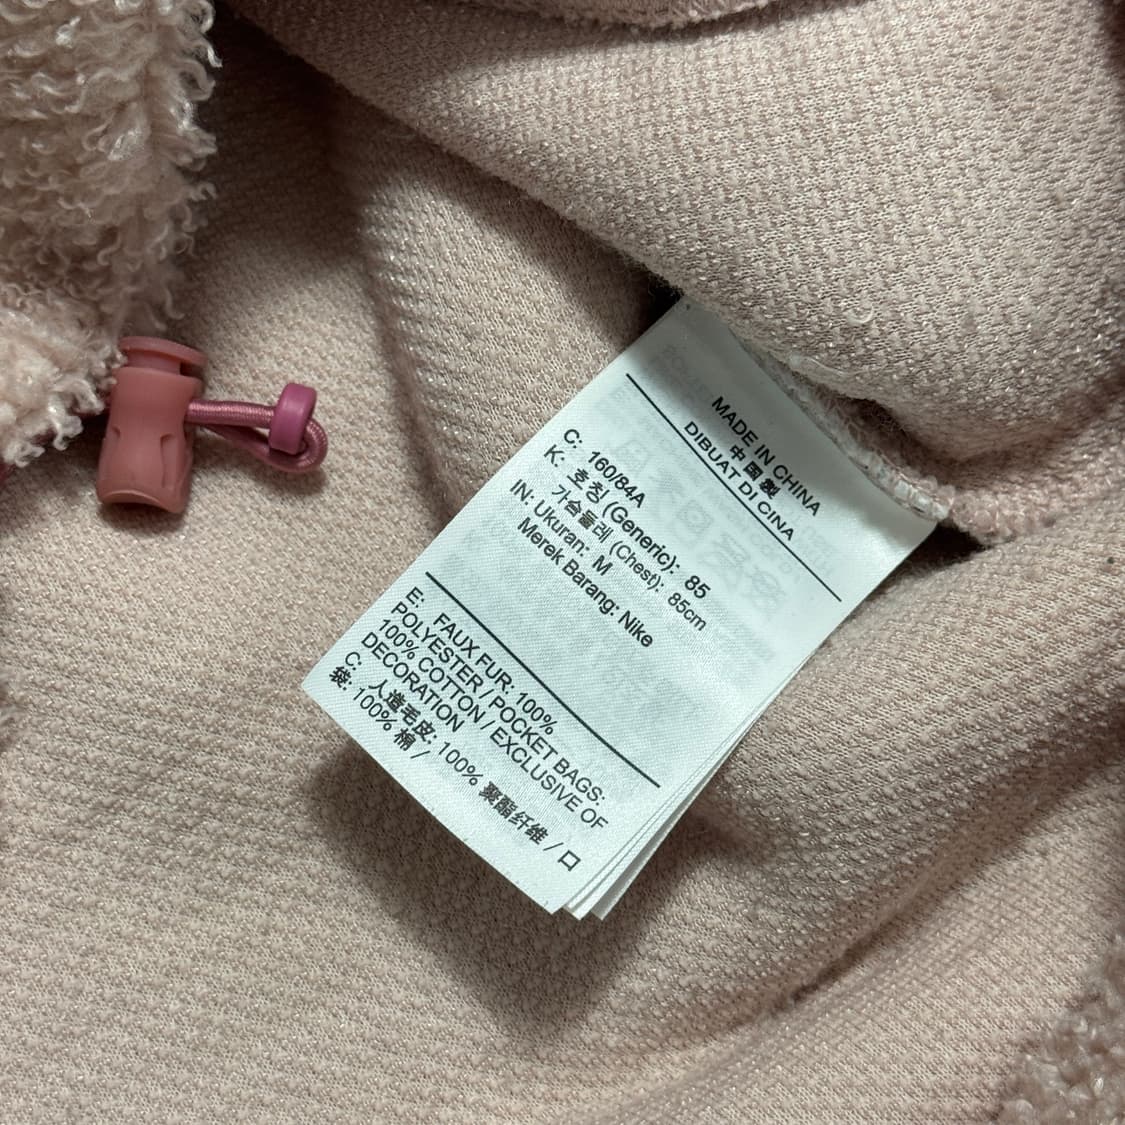 MADE IN CHINA
中国製
DIBUAT DI CINA
C: 160/84A
K: 호칭 (Generic): 85
가슴둘레 (Chest): 85cm
IN: Ukuran: M
Merek Barang: Nike
E: FAUX FUR: 100%
POLYESTER / POCKET BAGS:
100% COTTON / EXCLUSIVE OF
DECORATION
C: 人造毛皮: 100% 聚酯纤维 / 口
袋: 100% 棉 /